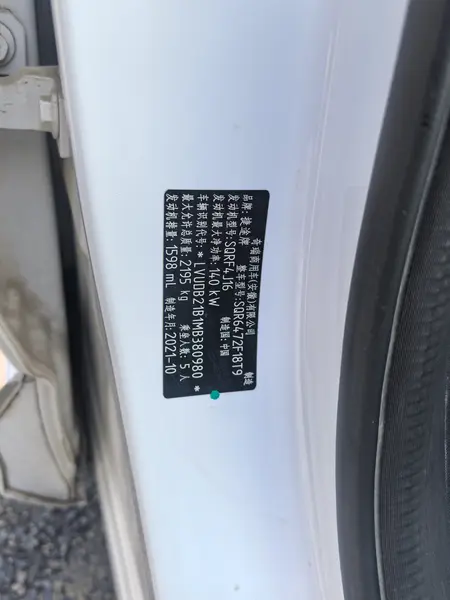 奇瑞商用车(安徽)有限公司 制造
品牌: 捷途牌 整车型号: SQR6472F18T9
发动机型号: SQRF4J16 制造国: 中国
发动机最大净功率: 140 kW
车辆识别代号: * LVUDB21B1MB380980 *
最大允许总质量: 2195 kg 乘座人数: 5 人
发动机排量: 1598 mL 制造年月: 2021-10